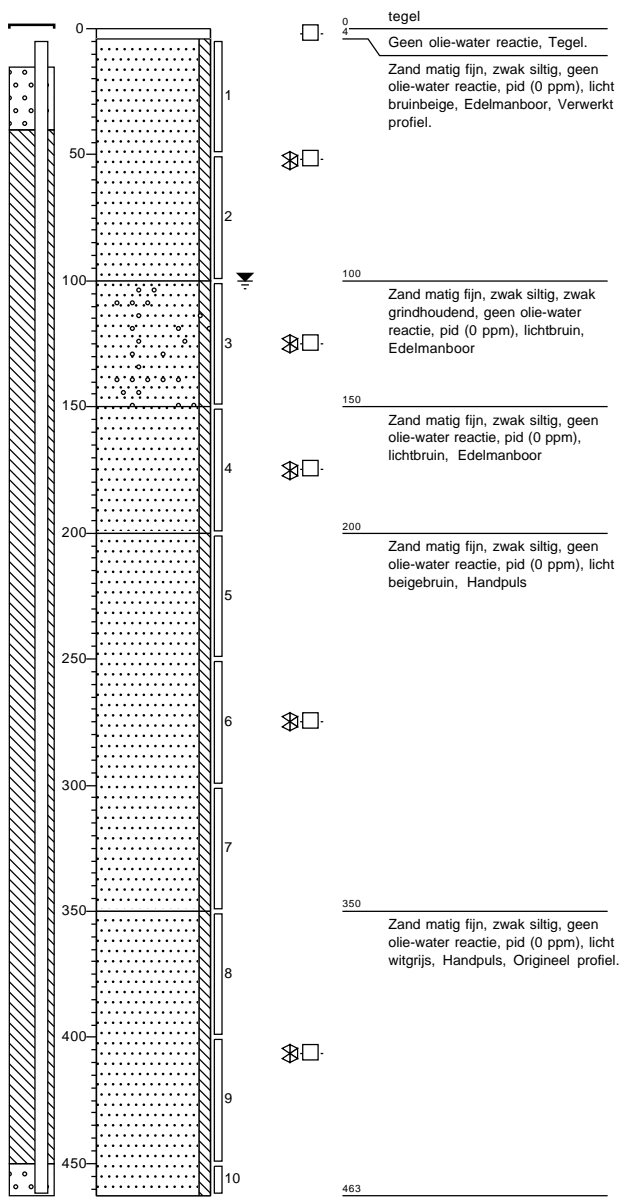 0
50
100
150
200
250
300
350
400
450
1
2
3
4
5
6
7
8
9
10
0
tegel
4
Geen olie-water reactie, Tegel.
Zand matig fijn, zwak siltig, geen
olie-water reactie, pid (0 ppm), licht
bruinbeige, Edelmanboor, Verwerkt
profiel.
100
Zand matig fijn, zwak siltig, zwak
grindhoudend, geen olie-water
reactie, pid (0 ppm), lichtbruin,
Edelmanboor
150
Zand matig fijn, zwak siltig, geen
olie-water reactie, pid (0 ppm),
lichtbruin, Edelmanboor
200
Zand matig fijn, zwak siltig, geen
olie-water reactie, pid (0 ppm), licht
beigebruin, Handpuls
350
Zand matig fijn, zwak siltig, geen
olie-water reactie, pid (0 ppm), licht
witgrijs, Handpuls, Origineel profiel.
463